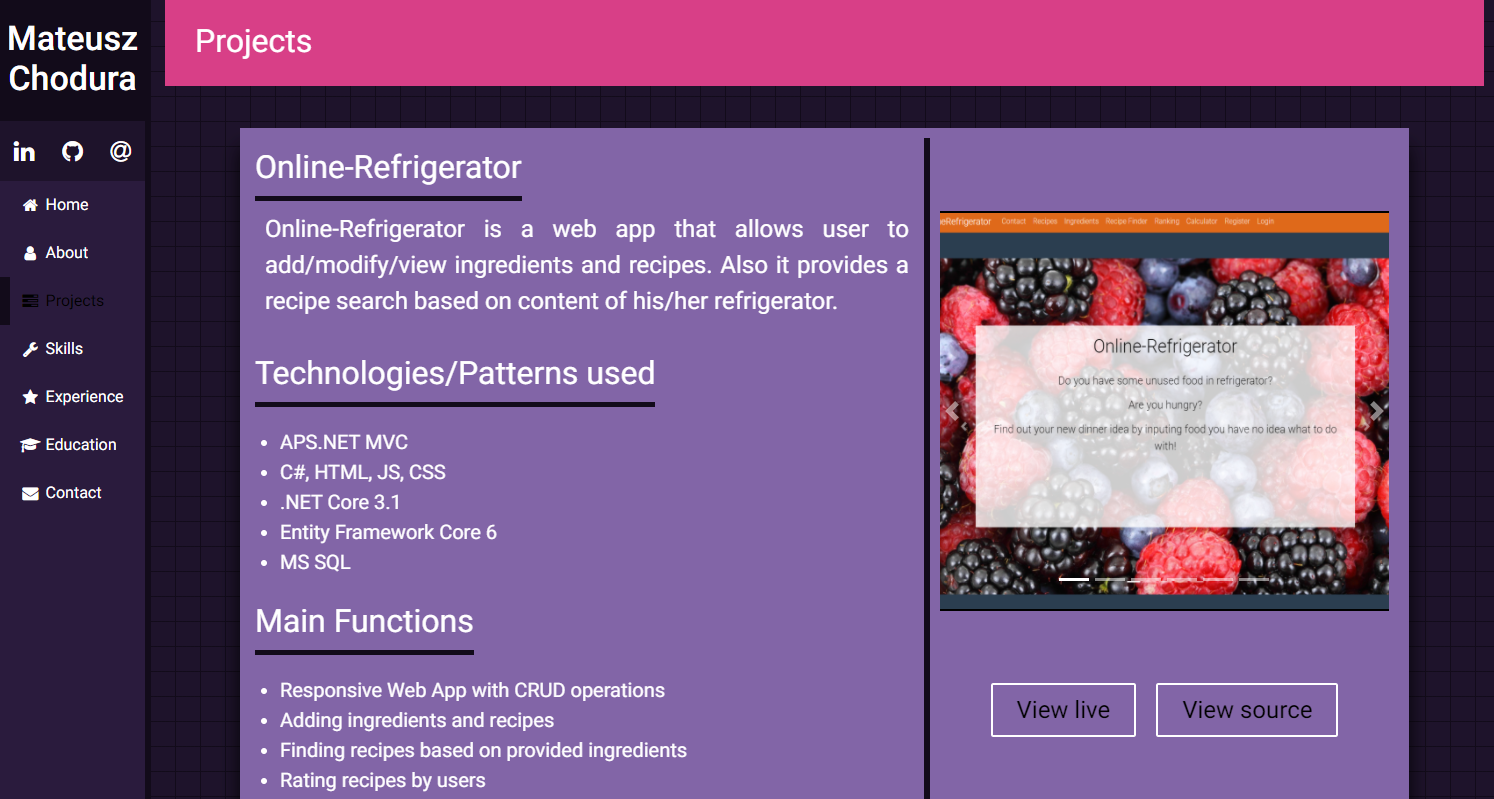 Mateusz
Chodura
Home
About
Projects
Skills
Experience
Education
Contact
Projects
Online-Refrigerator
Online-Refrigerator is a web app that allows user to
add/modify/view ingredients and recipes. Also it provides a
recipe search based on content of his/her refrigerator.
Technologies/Patterns used
APS.NET MVC
C#, HTML, JS, CSS
.NET Core 3.1
Entity Framework Core 6
MS SQL
Main Functions
Responsive Web App with CRUD operations
Adding ingredients and recipes
Finding recipes based on provided ingredients
Rating recipes by users
eRefrigerator Contact Recipes Ingredients Recipe Finder Ranking Calculator Register Login
Online-Refrigerator
Do you have some unused food in refrigerator?
Are you hungry?
Find out your new dinner idea by inputing food you have no idea what to do
with!
View live
View source